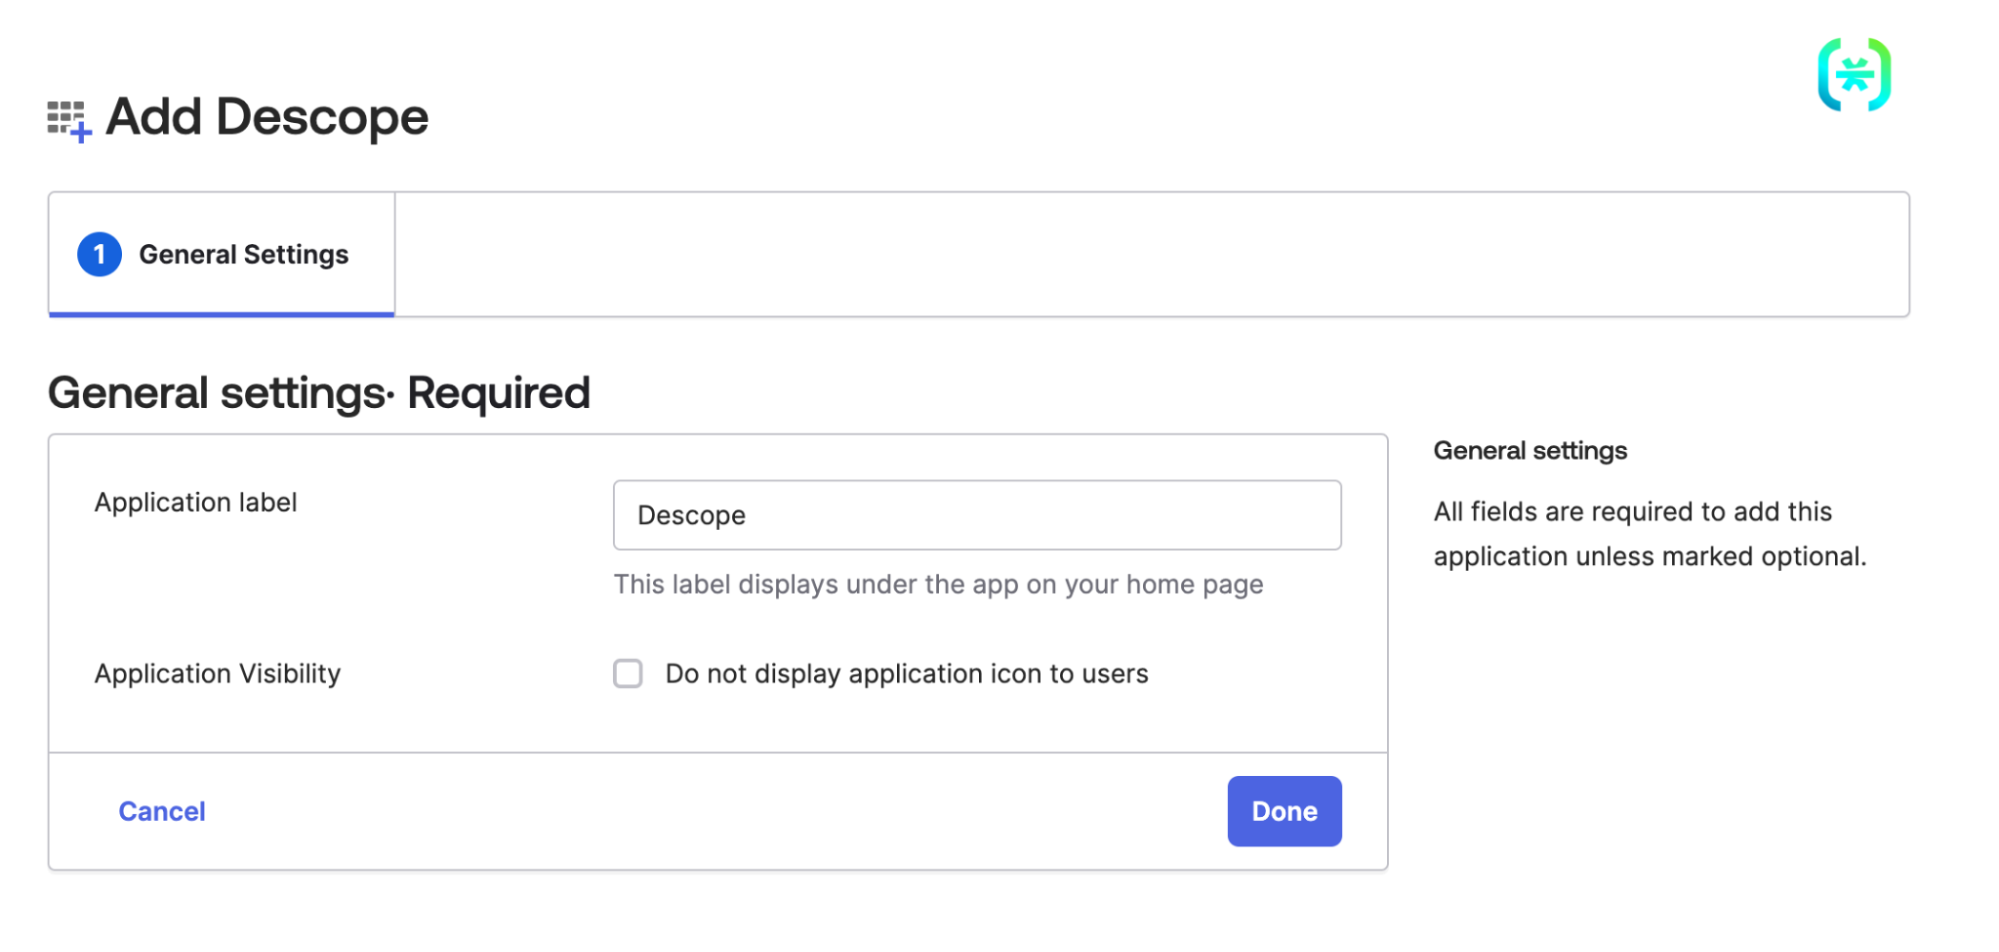 Add Descope
1 General Settings
General settings· Required
Application label
Descope
This label displays under the app on your home page
Application Visibility
Do not display application icon to users
Cancel
Done
General settings
All fields are required to add this
application unless marked optional.